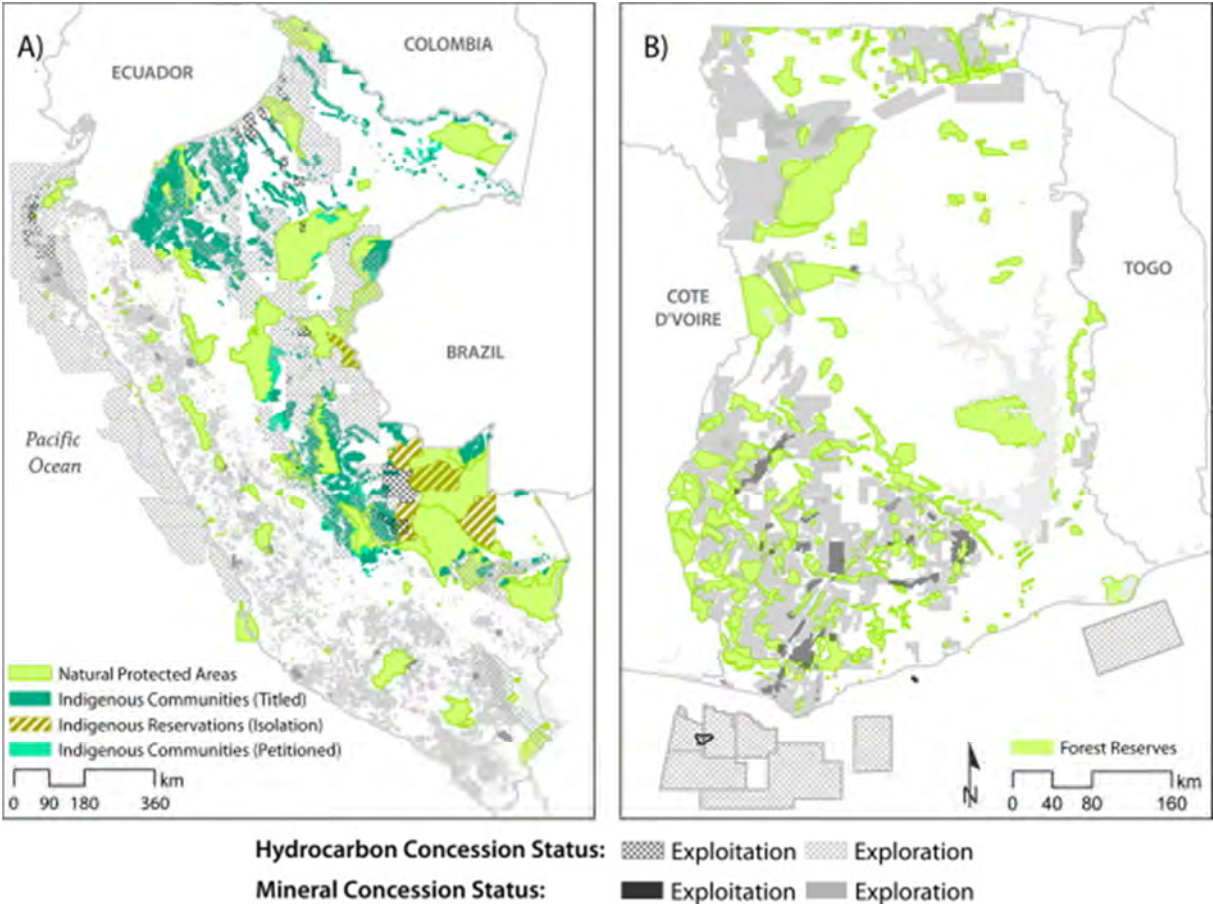 A)
COLOMBIA
ECUADOR
BRAZIL
Pacific
Ocean
Natural Protected Areas
Indigenous Communities (Titled)
Indigenous Reservations (Isolation)
Indigenous Communities (Petitioned)
km
0 90 180 360
B)
TOGO
COTE
D'VOIRE
Forest Reserves
N
km
0 40 80 160
Hydrocarbon Concession Status: Exploitation Exploration
Mineral Concession Status: Exploitation Exploration